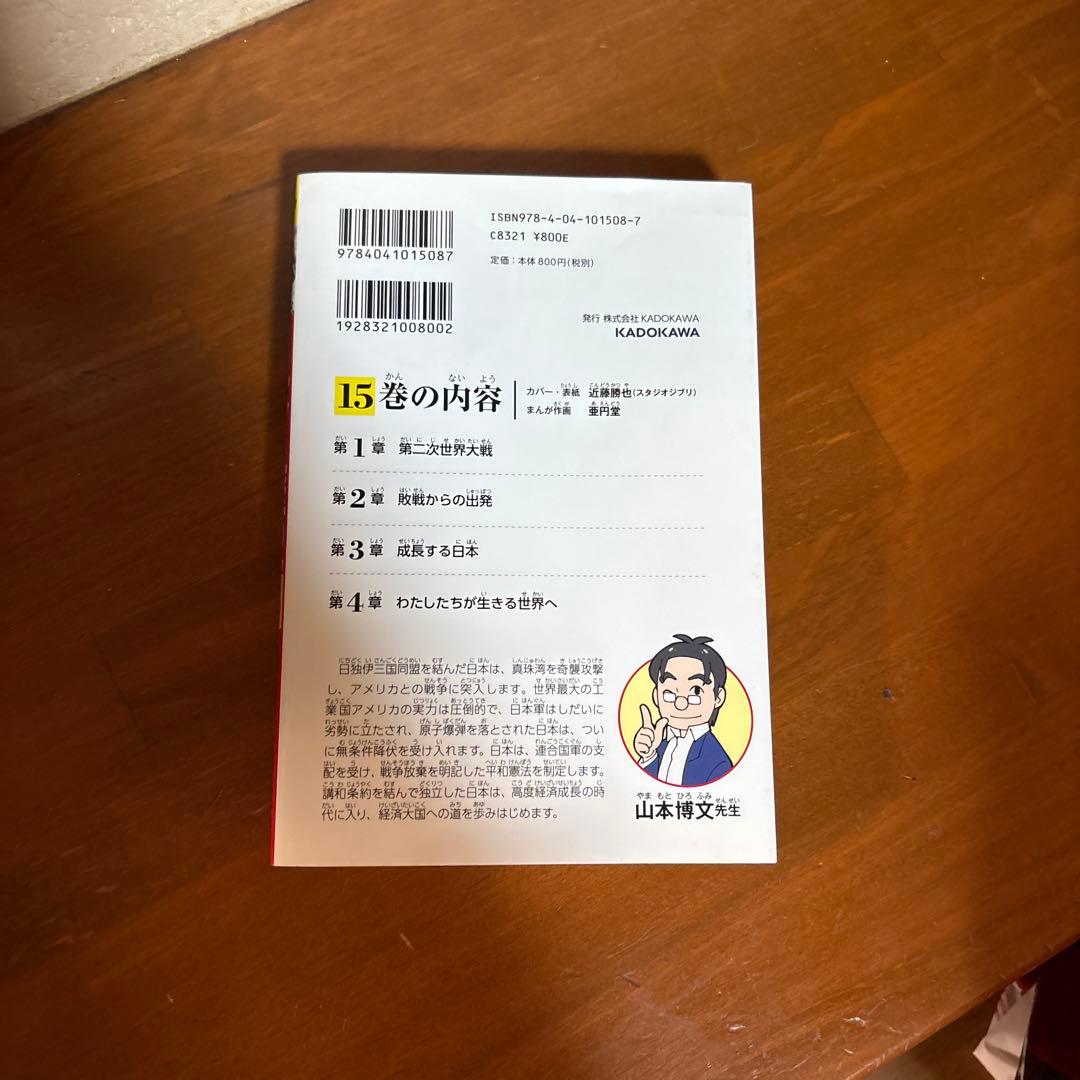 ISBN978-4-04-101508-7
C8321 ¥800E
9784041015087
定価：本体800円(税別)
1928321008002
発行 株式会社KADOKAWA
KADOKAWA
15巻の内容
カバー・表紙 近藤勝也(スタジオジブリ)
まんが作画 亜円堂
第1章 第二次世界大戦
第2章 敗戦からの出発
第3章 成長する日本
第4章 わたしたちが生きる世界へ
日独伊三国同盟を結んだ日本は、真珠湾を奇襲攻撃
し、アメリカとの戦争に突入します。世界最大の工
業国アメリカの実力は圧倒的で、日本軍はしだいに
劣勢に立たされ、原子爆弾を落とされた日本は、つい
に無条件降伏を受け入れます。日本は、連合国軍の支
配を受け、戦争放棄を明記した平和憲法を制定します。
講和条約を結んで独立した日本は、高度経済成長の時
代に入り、経済大国への道を歩みはじめます。
山本博文先生